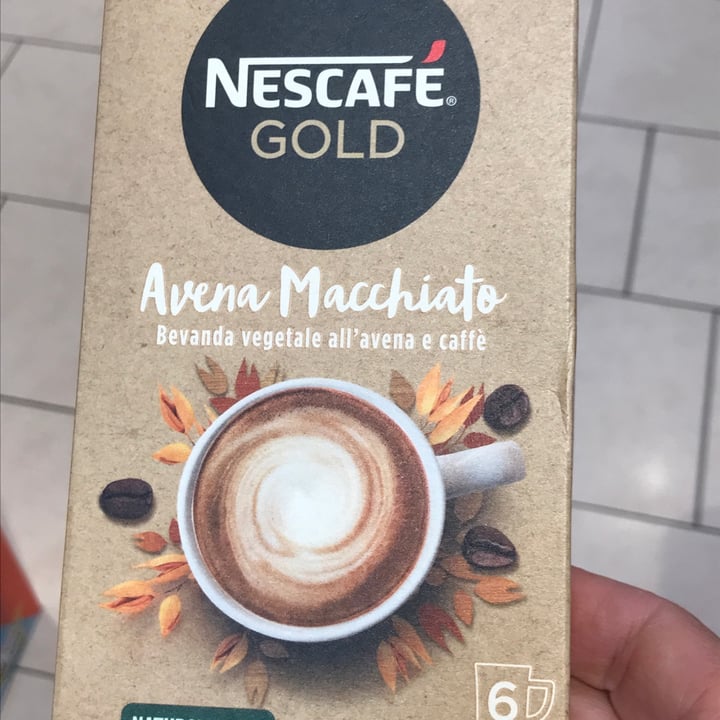 NESCAFÉ®
GOLD
Avena Macchiato
Bevanda vegetale all'avena e caffè
6